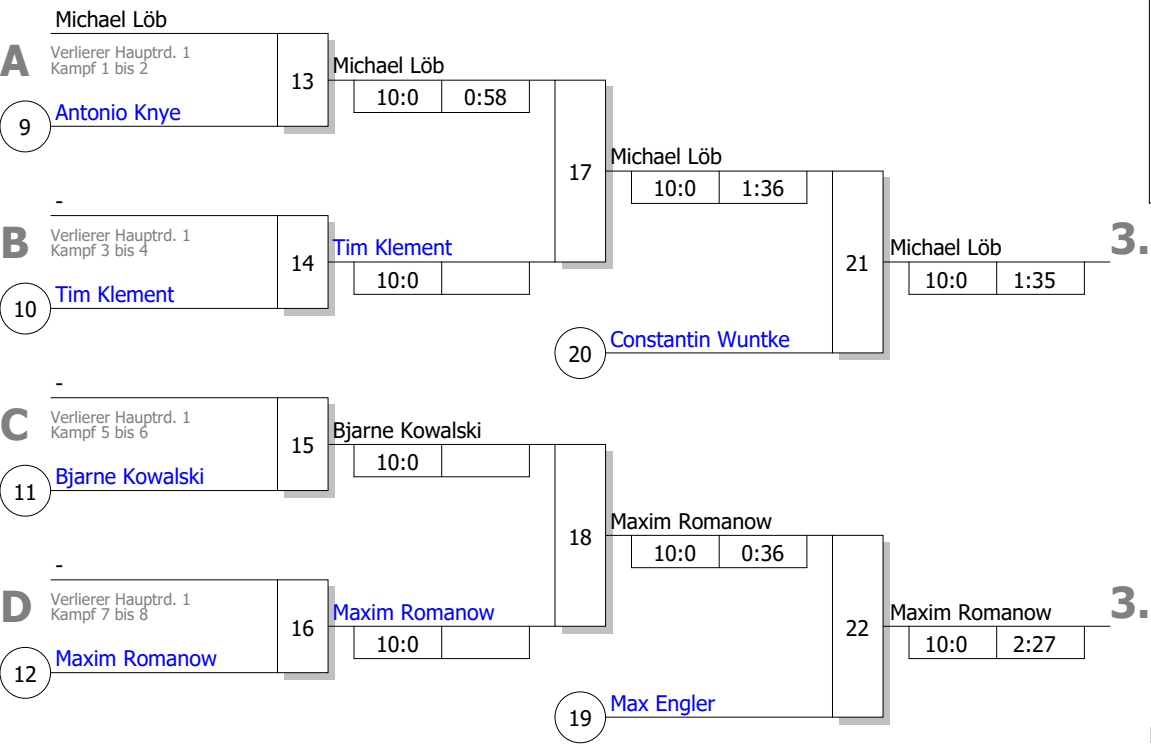 Michael Löb
A
Verlierer Hauptrd. 1
Kampf 1 bis 2
9
Antonio Knye
13
Michael Löb
10:0 0:58
-
B
Verlierer Hauptrd. 1
Kampf 3 bis 4
10
Tim Klement
14
Tim Klement
10:0
17
Michael Löb
10:0 1:36
20
Constantin Wuntke
21
Michael Löb
10:0 1:35
3.
-
C
Verlierer Hauptrd. 1
Kampf 5 bis 6
11
Bjarne Kowalski
15
Bjarne Kowalski
10:0
-
D
Verlierer Hauptrd. 1
Kampf 7 bis 8
12
Maxim Romanow
16
Maxim Romanow
10:0
18
Maxim Romanow
10:0 0:36
19
Max Engler
22
Maxim Romanow
10:0 2:27
3.